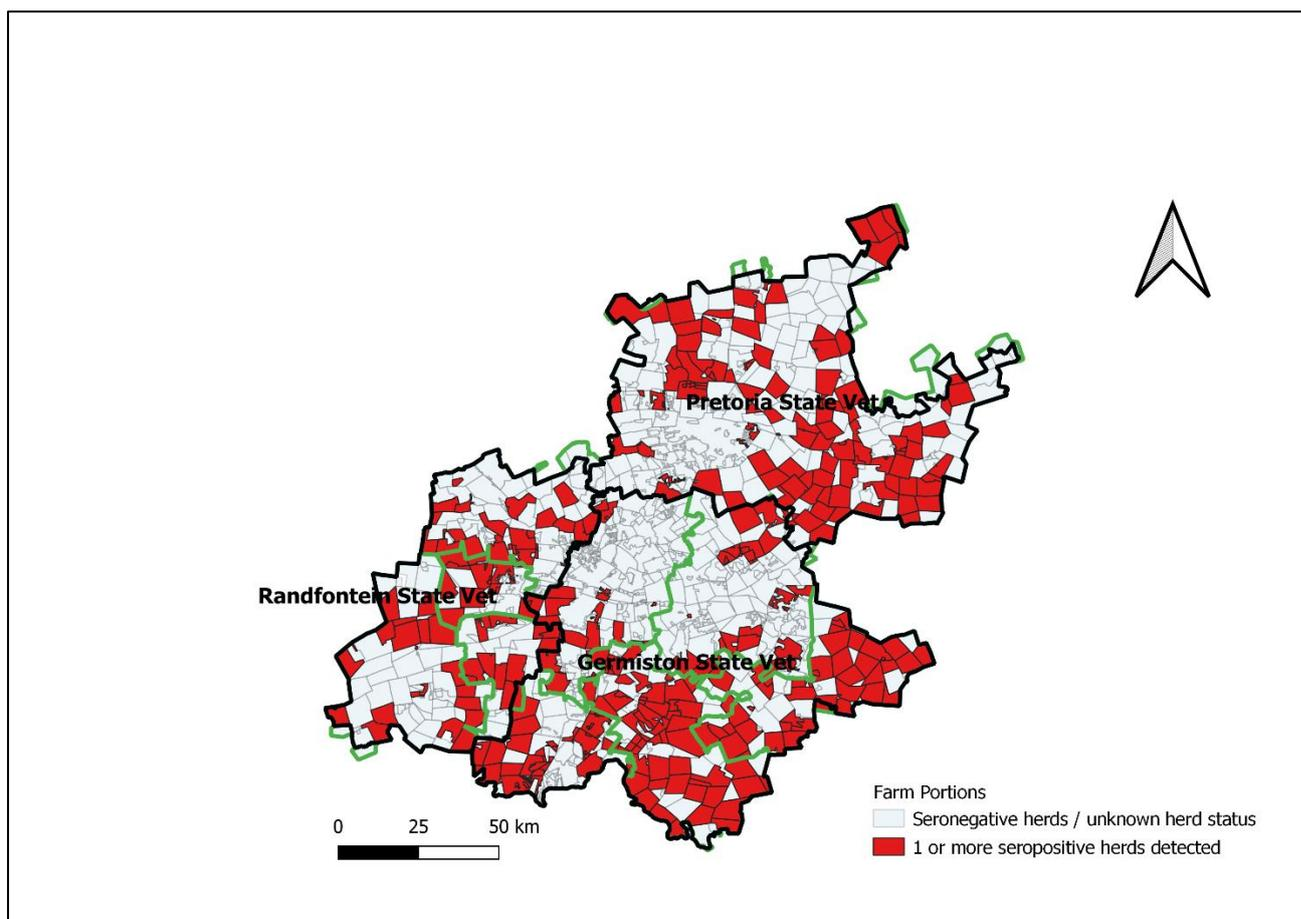 Pretoria State Vet
Randfontein State Vet
Germiston State Vet
Farm Portions
Seronegative herds / unknown herd status
1 or more seropositive herds detected
0 25 50 km